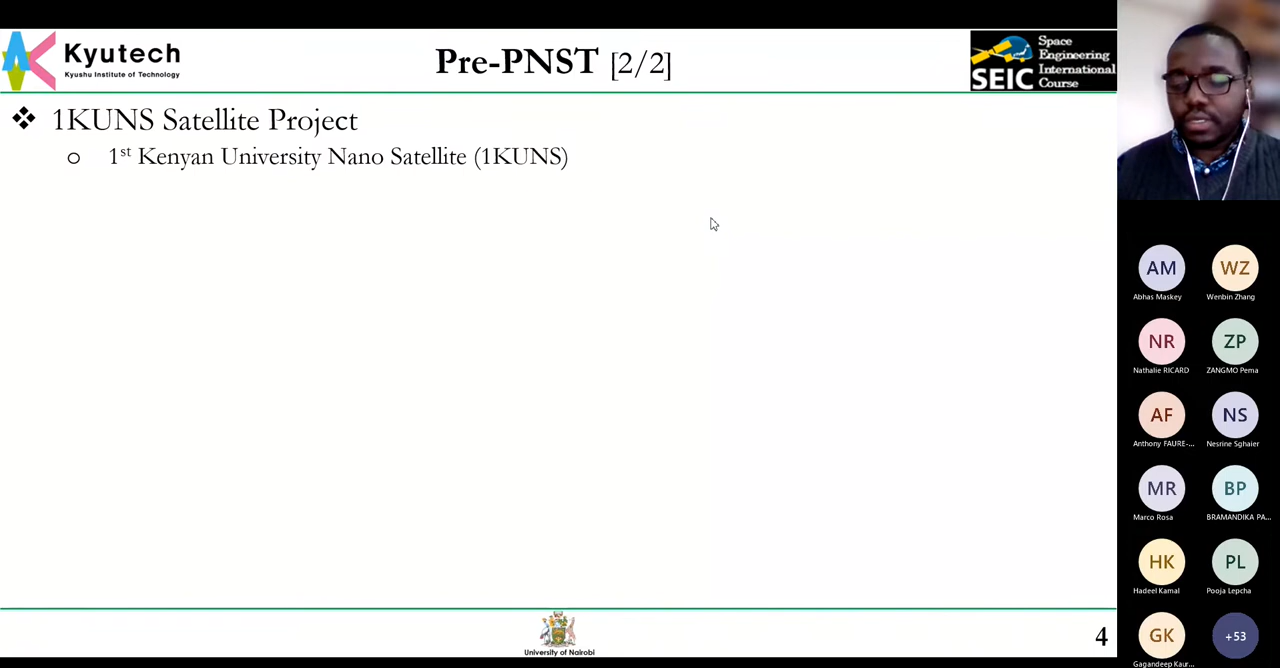 Kyutech
Kyushu Institute of Technology
Pre-PNST [2/2]
SEIC
Space
Engineering
International
Course
❖ 1KUNS Satellite Project
o 1st Kenyan University Nano Satellite (1KUNS)
University of Nairobi
4
AM
Abhas Maskey
WZ
Wenbin Zhang
NR
Nathalie RICARD
ZP
ZANGMO Pema
AF
Anthony FAURE-...
NS
Nesrine Sghaier
MR
Marco Rosa
BP
BRAMANDIKA PA...
HK
Hadeel Kamal
PL
Pooja Lepcha
GK
Gagandeep Kaur...
+53